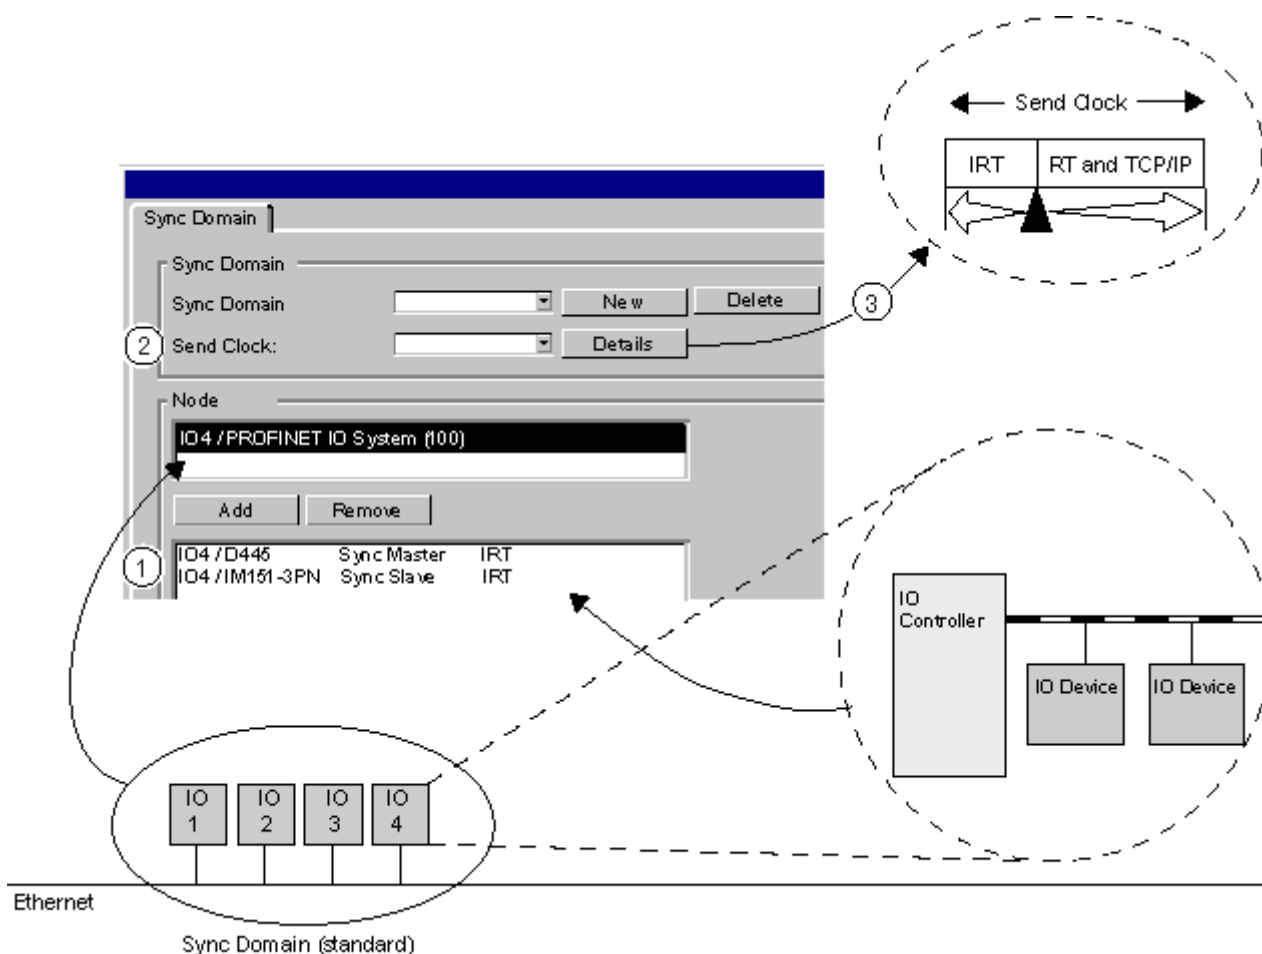 Send Clock
IRT
RT and TCP/IP
Sync Domain
Sync Domain
Sync Domain
New
Delete
3
2
Send Clock:
Details
Node
IO4 / PROFINET IO System (100)
Add
Remove
1
IO4 / D445 Sync Master IRT
IO4 / IM151-3PN Sync Slave IRT
IO
Controller
IO Device
IO Device
IO
1
IO
2
IO
3
IO
4
Ethernet
Sync Domain (standard)